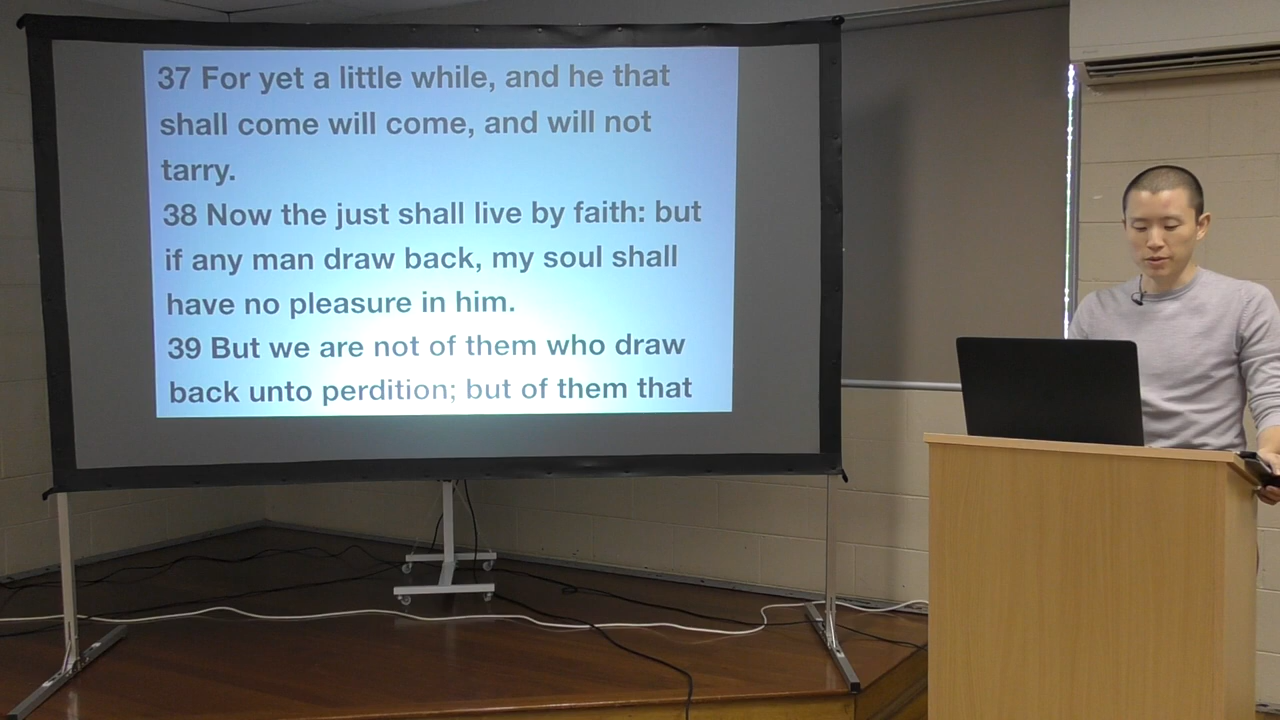 37 For yet a little while, and he that
shall come will come, and will not
tarry.
38 Now the just shall live by faith: but
if any man draw back, my soul shall
have no pleasure in him.
39 But we are not of them who draw
back unto perdition; but of them that